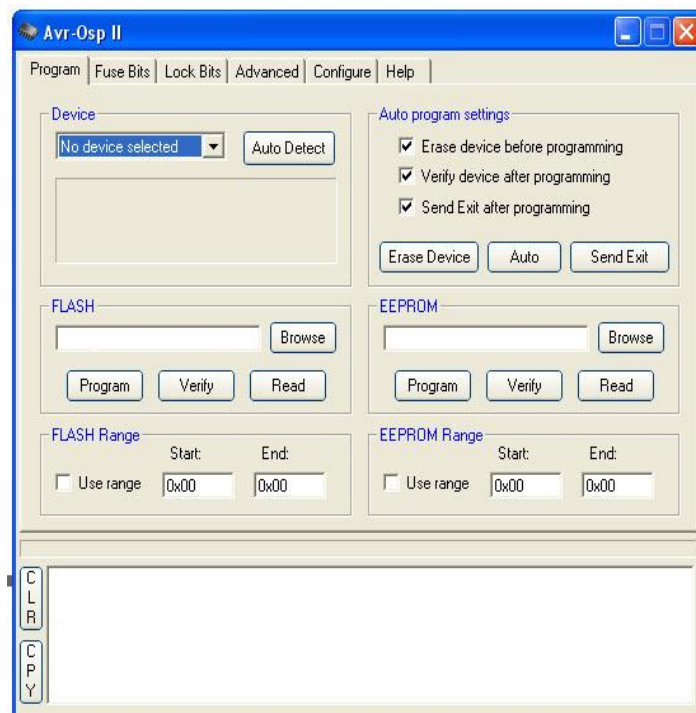 Avr-Osp II
Program Fuse Bits Lock Bits Advanced Configure Help
Device
No device selected
Auto Detect
Auto program settings
Erase device before programming
Verify device after programming
Send Exit after programming
Erase Device Auto Send Exit
FLASH
Browse
Program Verify Read
EEPROM
Browse
Program Verify Read
FLASH Range
Start: End:
Use range 0x00 0x00
EEPROM Range
Start: End:
Use range 0x00 0x00
CLR
CPY